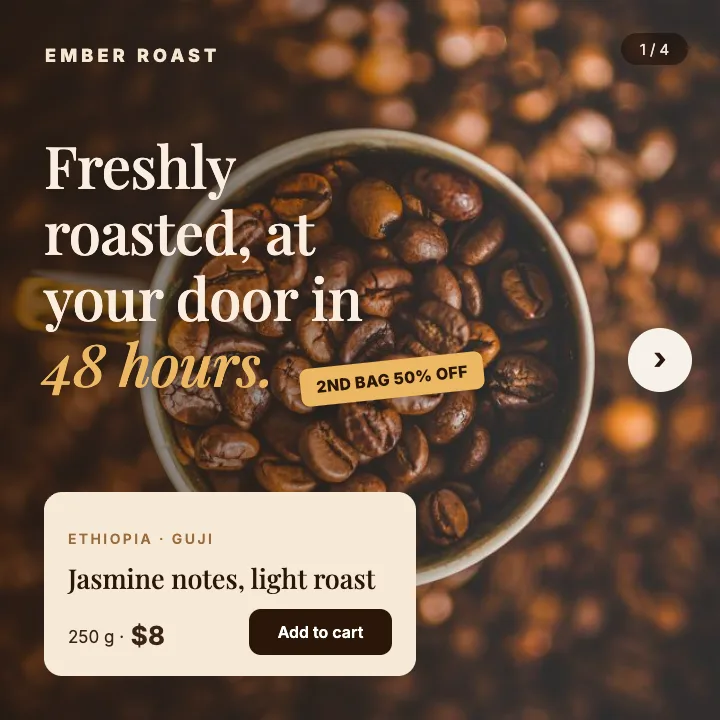 EMBER ROAST
1 / 4
Freshly
roasted, at
your door in
48 hours.
2ND BAG 50% OFF
›
ETHIOPIA · GUJI
Jasmine notes, light roast
250 g · $8
Add to cart